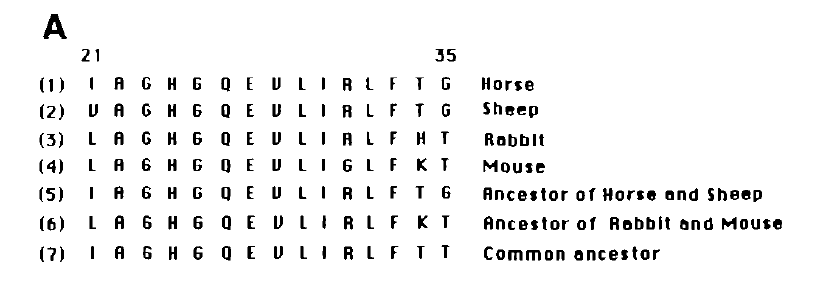 A
21 35
(1) I A G H G Q E V L I R L F T G Horse
(2) V A G H G Q E V L I R L F T G Sheep
(3) L A G H G Q E V L I R L F H T Rabbit
(4) L A G H G Q E V L I G L F K T Mouse
(5) I A G H G Q E V L I R L F T G Ancestor of Horse and Sheep
(6) L A G H G Q E V L I R L F K T Ancestor of Rabbit and Mouse
(7) I A G H G Q E V L I R L F T T Common ancestor